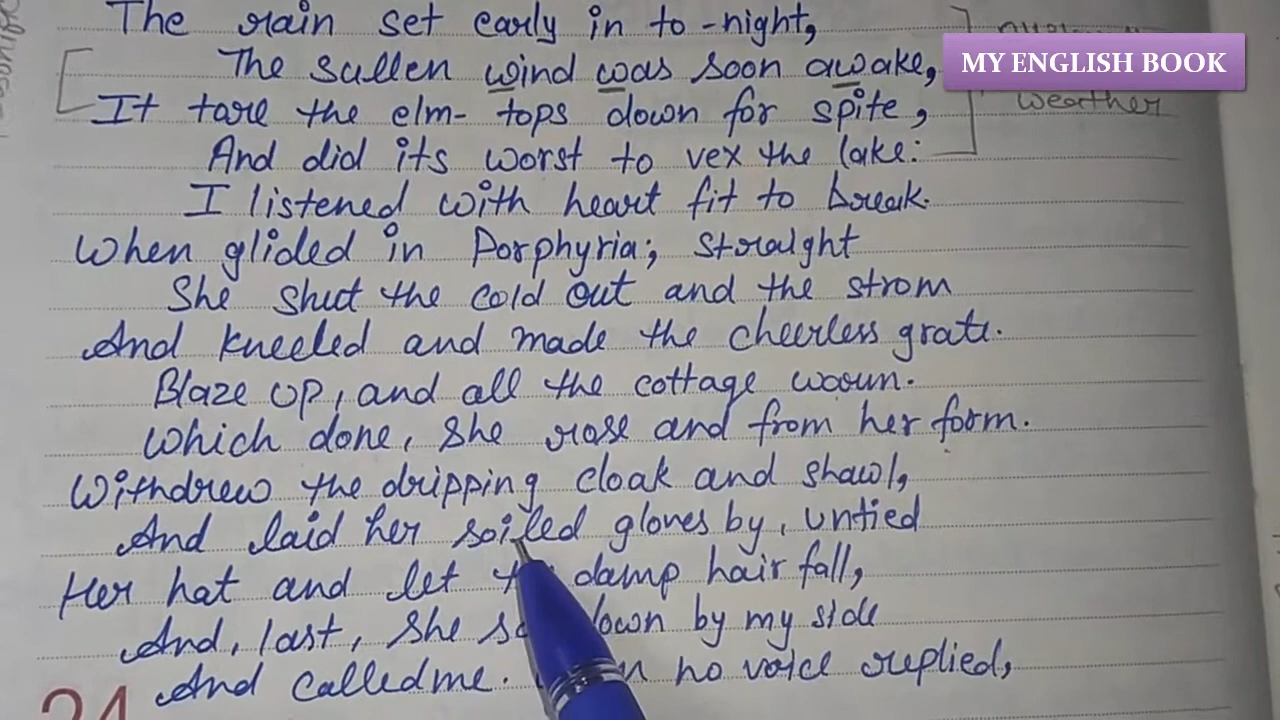 The rain set early in to-night,
The sullen wind was soon awake,
It tore the elm- tops down for spite,
And did its worst to vex the lake:
I listened with heart fit to break.
When glided in Porphyria; straight
She shut the cold out and the strom
And kneeled and made the cheerless grate.
Blaze up, and all the cottage warm.
Which done, she rose and from her form.
Withdrew the dripping cloak and shawl,
And laid her soiled gloves by, untied
Her hat and let damp hair fall,
And, last, she down by my side
And called me. no voice replied,
MY ENGLISH BOOK
weather
24